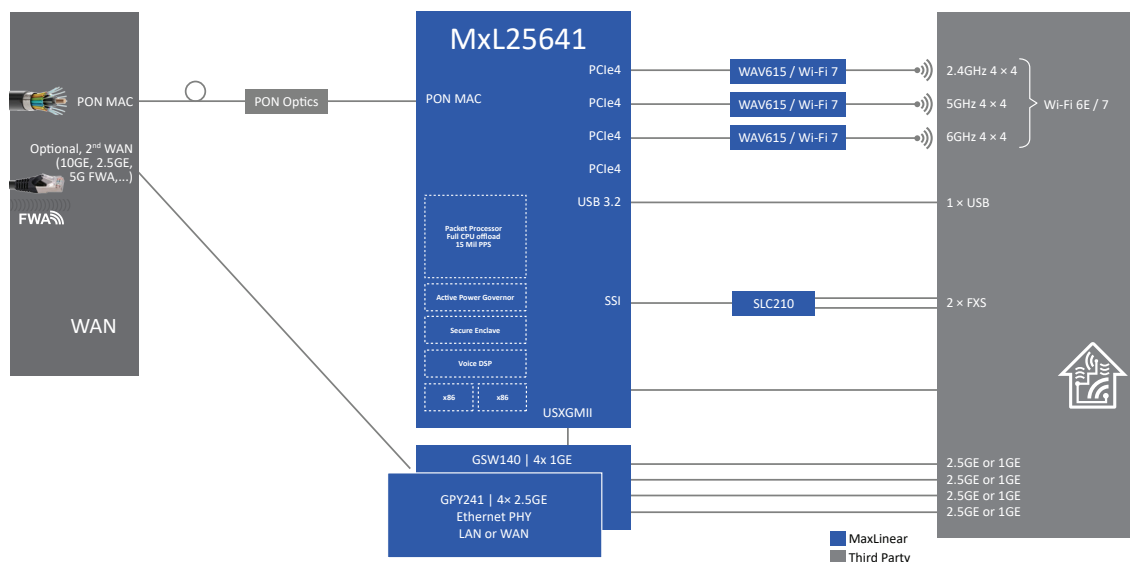 MxL25641
PON MAC
PON Optics
PON MAC
Optional, 2nd WAN
(10GE, 2.5GE,
5G FWA,...)
FWA
WAN
PCIe4
PCIe4
PCIe4
PCIe4
USB 3.2
SSI
USXGMII
Packet Processor
Full CPU offload
15 Mil PPS
Active Power Governor
Secure Enclave
Voice DSP
x86
x86
WAV615 / Wi-Fi 7
WAV615 / Wi-Fi 7
WAV615 / Wi-Fi 7
SLC210
2.4GHz 4 × 4
5GHz 4 × 4
6GHz 4 × 4
Wi-Fi 6E / 7
1 × USB
2 × FXS
GSW140 | 4x 1GE
GPY241 | 4× 2.5GE
Ethernet PHY
LAN or WAN
2.5GE or 1GE
2.5GE or 1GE
2.5GE or 1GE
2.5GE or 1GE
MaxLinear
Third Party